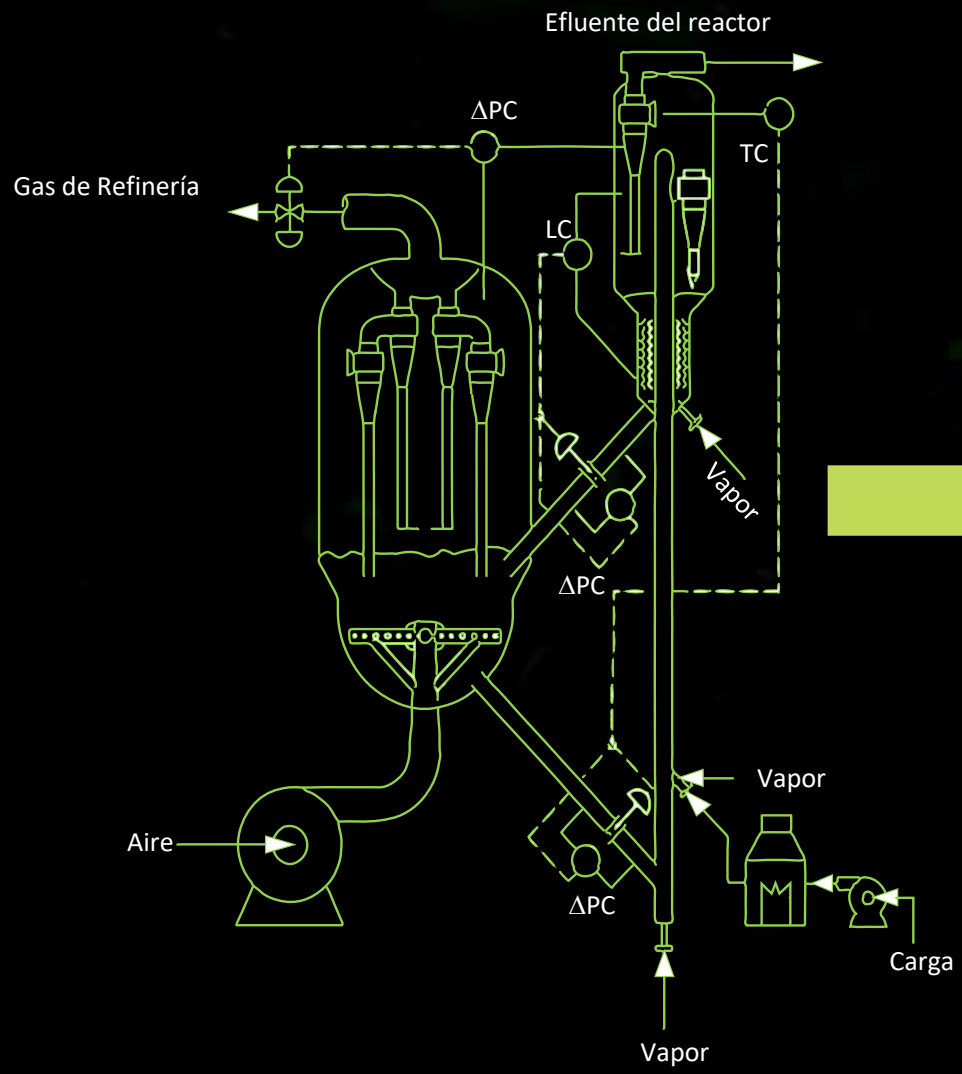 Efluente del reactor
ΔPC
TC
Gas de Refinería
LC
Vapor
ΔPC
Vapor
Aire
ΔPC
Carga
Vapor